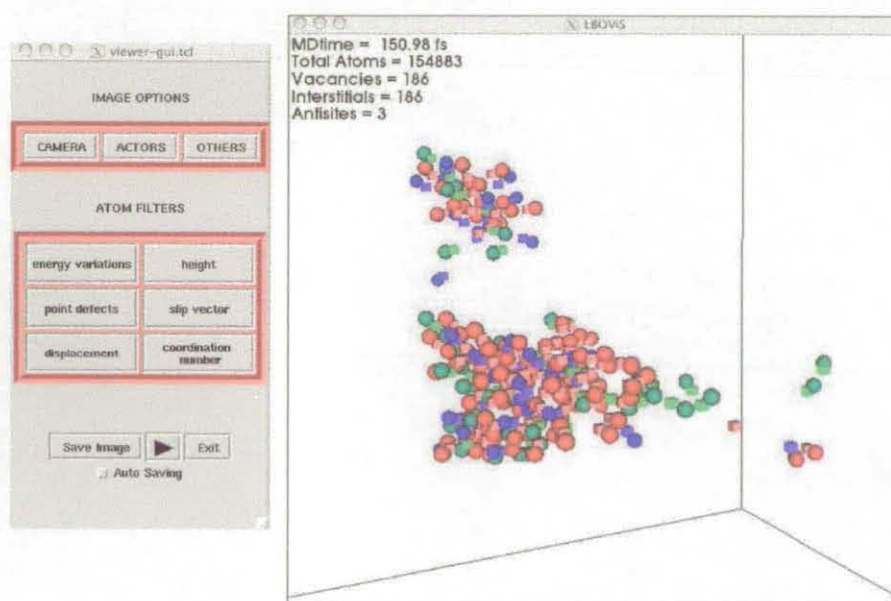 viewer-gui.tcl
IMAGE OPTIONS
CAMERA ACTORS OTHERS
ATOM FILTERS
energy variations height
point defects slip vector
displacement coordination
number
Save Image Exit
Auto Saving
LBOVIS
MDtime = 150.98 fs
Total Atoms = 154883
Vacancies = 186
Interstitials = 186
Antisites = 3